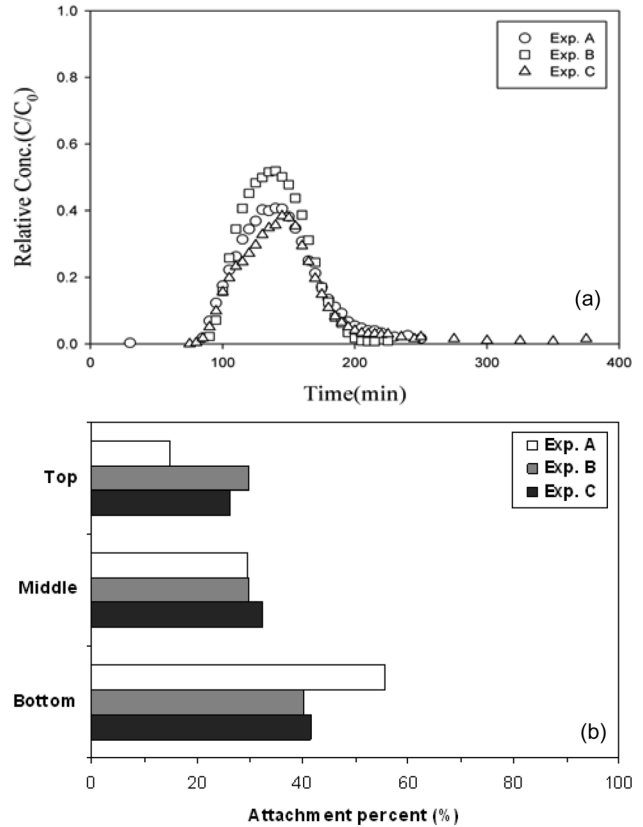 1.0
0.8
0.6
0.4
0.2
0.0
Relative Conc.(C/C0)
Exp. A
Exp. B
Exp. C
(a)
0 100 200 300 400
Time(min)
Exp. A
Exp. B
Exp. C
Top
Middle
Bottom
(b)
0 20 40 60 80 100
Attachment percent (%)